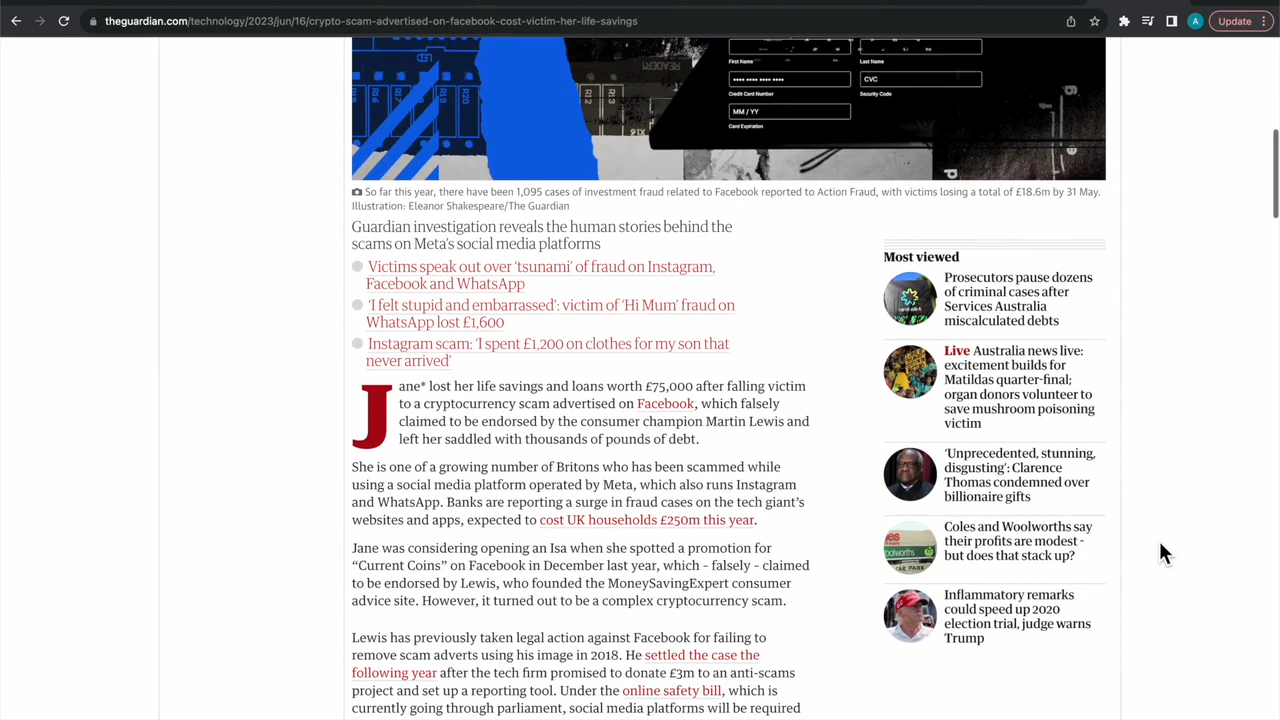 theguardian.com/technology/2023/jun/16/crypto-scam-advertised-on-facebook-cost-victim-her-life-savings
A
Update
LED
READER
R16
R17
R19
R20
R2
R3
First Name
Last Name
•••• •••• •••• ••••
CVC
Credit Card Number
Security Code
MM / YY
Card Expiration
So far this year, there have been 1,095 cases of investment fraud related to Facebook reported to Action Fraud, with victims losing a total of £18.6m by 31 May.
Illustration: Eleanor Shakespeare/The Guardian
Guardian investigation reveals the human stories behind the
scams on Meta's social media platforms
Victims speak out over 'tsunami' of fraud on Instagram,
Facebook and WhatsApp
'I felt stupid and embarrassed': victim of 'Hi Mum' fraud on
WhatsApp lost £1,600
Instagram scam: 'I spent £1,200 on clothes for my son that
never arrived'
Jane* lost her life savings and loans worth £75,000 after falling victim
to a cryptocurrency scam advertised on Facebook, which falsely
claimed to be endorsed by the consumer champion Martin Lewis and
left her saddled with thousands of pounds of debt.
She is one of a growing number of Britons who has been scammed while
using a social media platform operated by Meta, which also runs Instagram
and WhatsApp. Banks are reporting a surge in fraud cases on the tech giant's
websites and apps, expected to cost UK households £250m this year.
Jane was considering opening an Isa when she spotted a promotion for
"Current Coins" on Facebook in December last year, which – falsely – claimed
to be endorsed by Lewis, who founded the MoneySavingExpert consumer
advice site. However, it turned out to be a complex cryptocurrency scam.
Lewis has previously taken legal action against Facebook for failing to
remove scam adverts using his image in 2018. He settled the case the
following year after the tech firm promised to donate £3m to an anti-scams
project and set up a reporting tool. Under the online safety bill, which is
currently going through parliament, social media platforms will be required
Most viewed
Prosecutors pause dozens
of criminal cases after
Services Australia
miscalculated debts
Live Australia news live:
excitement builds for
Matildas quarter-final;
organ donors volunteer to
save mushroom poisoning
victim
'Unprecedented, stunning,
disgusting': Clarence
Thomas condemned over
billionaire gifts
Coles and Woolworths say
their profits are modest -
but does that stack up?
Inflammatory remarks
could speed up 2020
election trial, judge warns
Trump